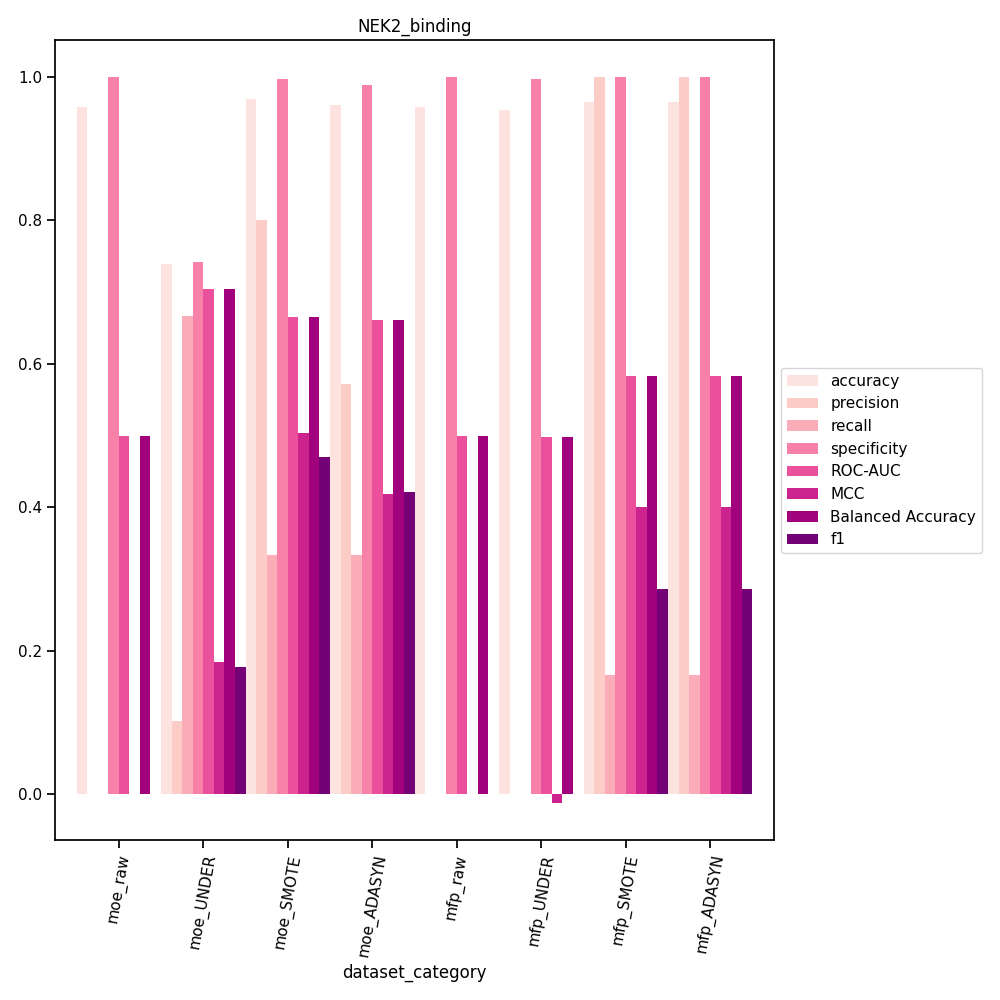 NEK2_binding
1.0
0.8
0.6
0.4
0.2
0.0
moe_raw
moe_UNDER
moe_SMOTE
moe_ADASYN
mfp_raw
mfp_UNDER
mfp_SMOTE
mfp_ADASYN
dataset_category
accuracy
precision
recall
specificity
ROC-AUC
MCC
Balanced Accuracy
f1